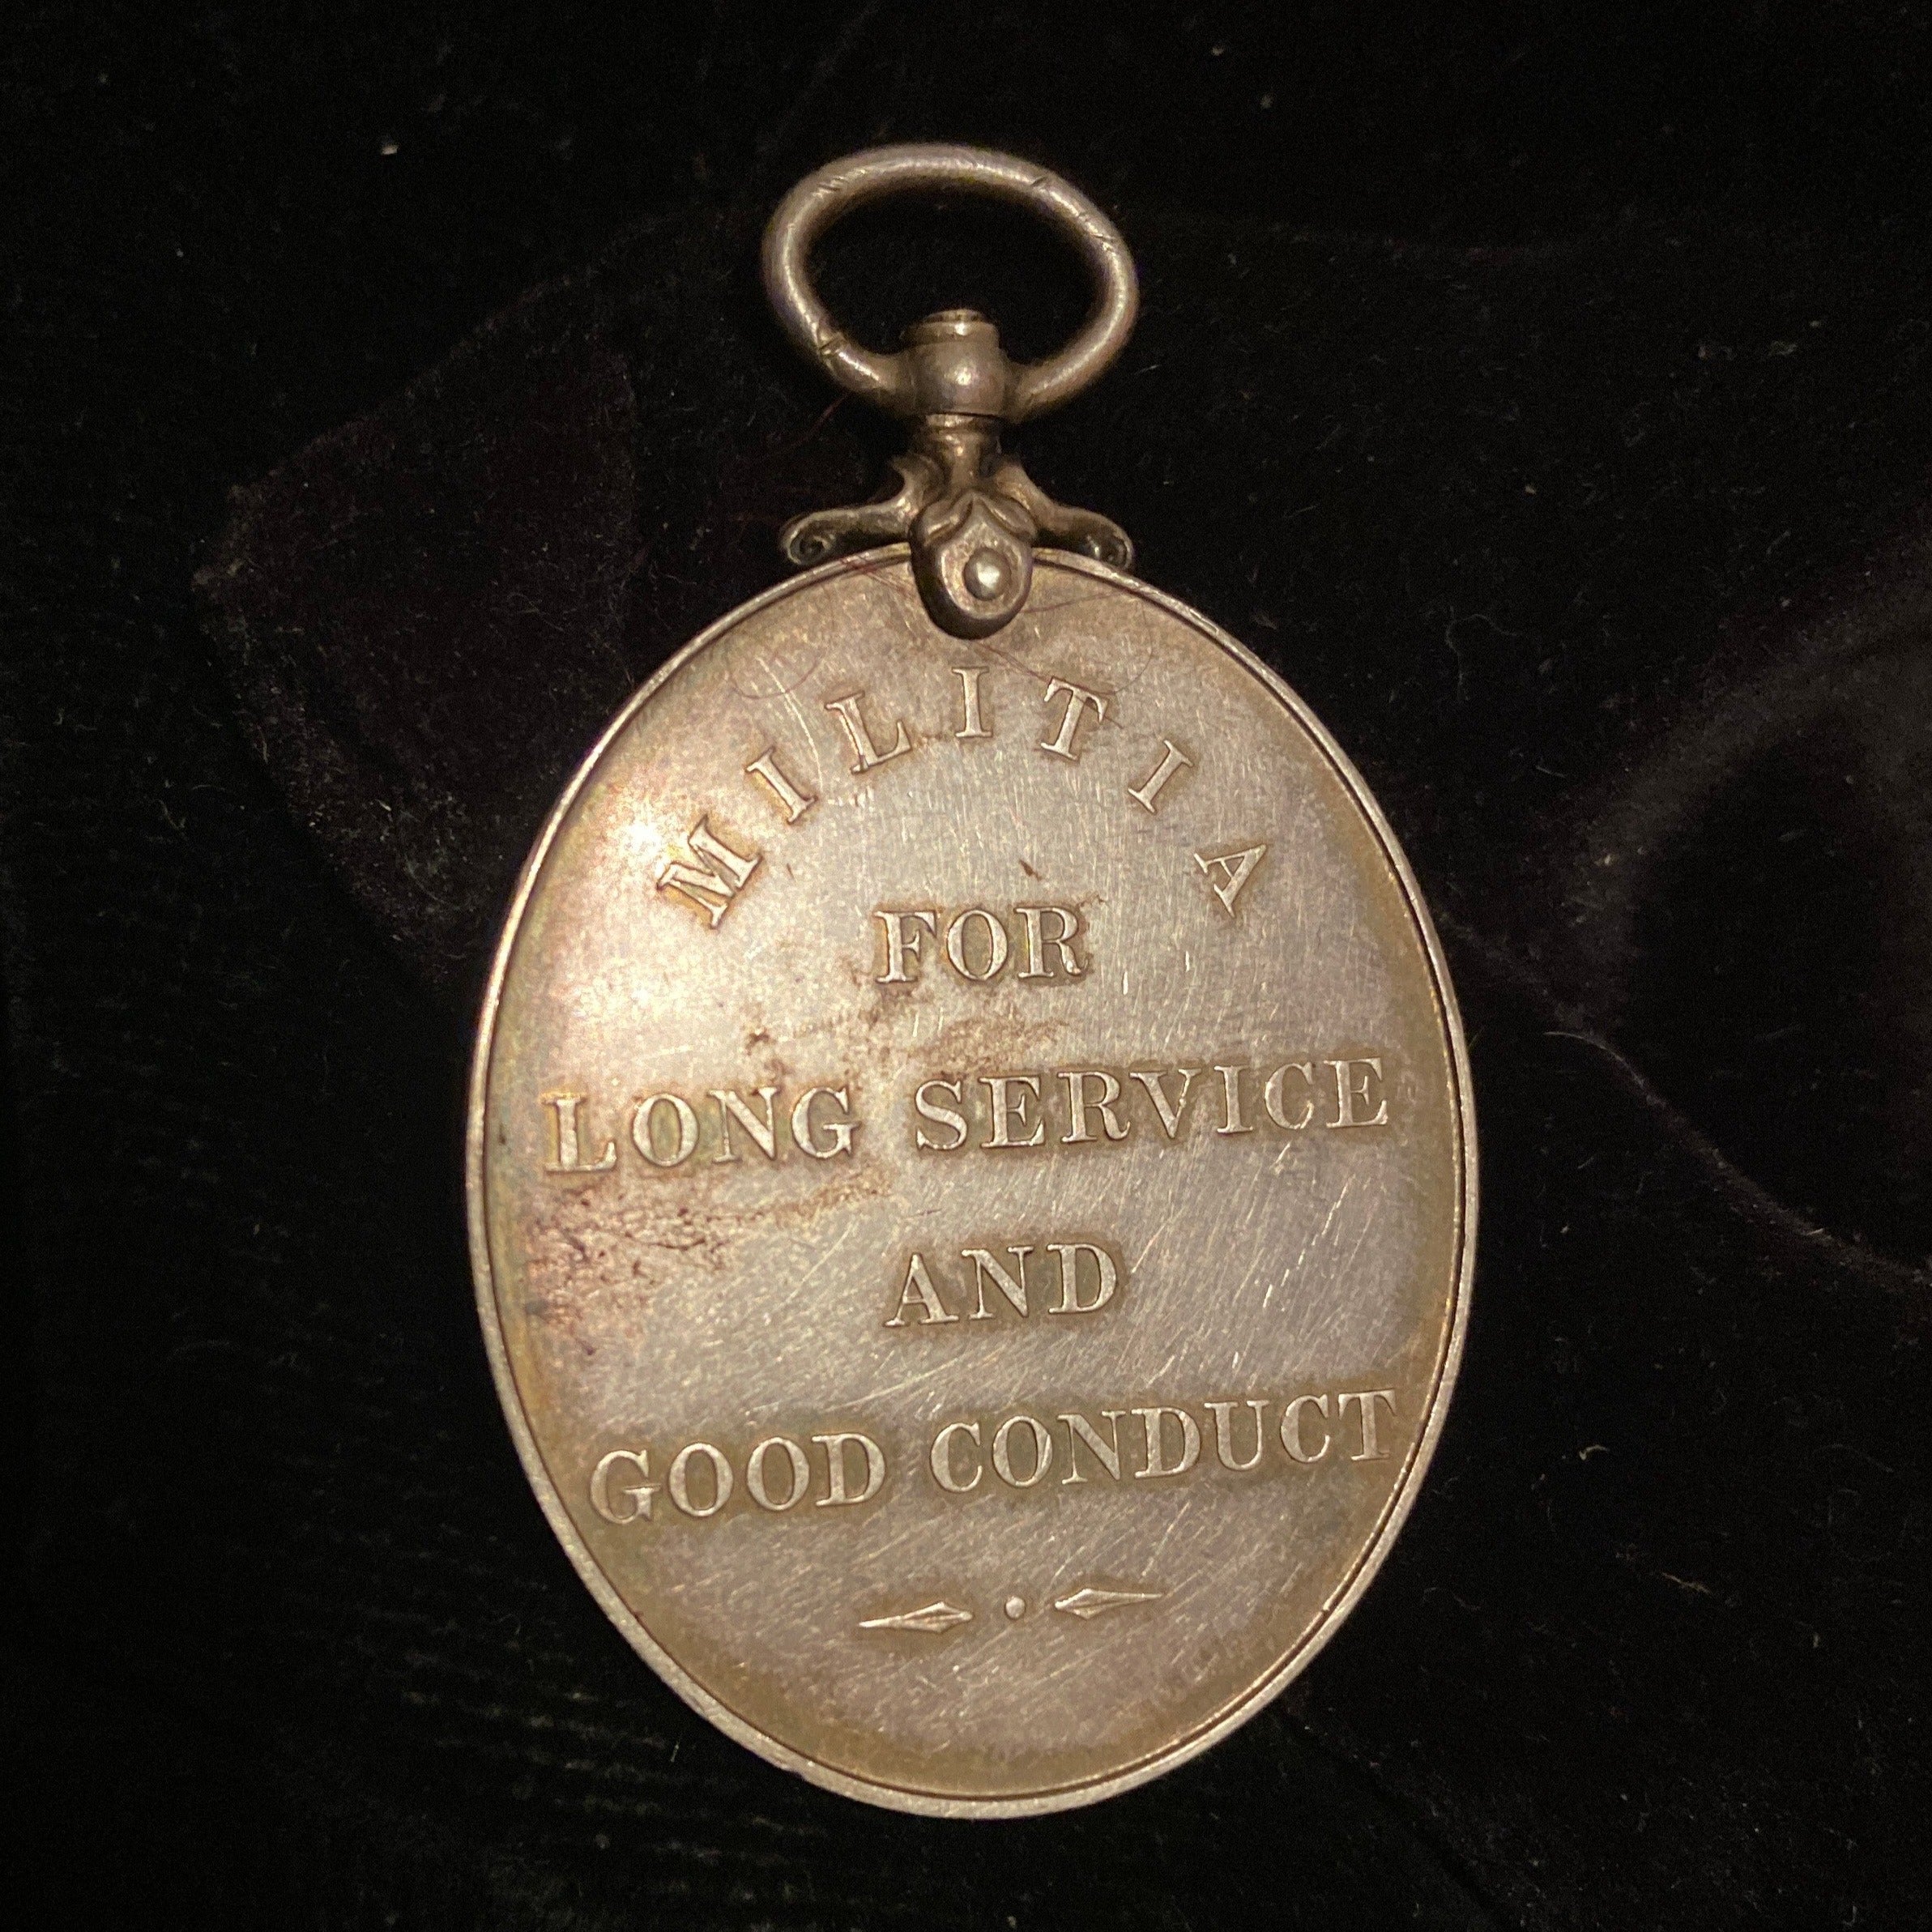 MILITIA
FOR
LONG SERVICE
AND
GOOD CONDUCT